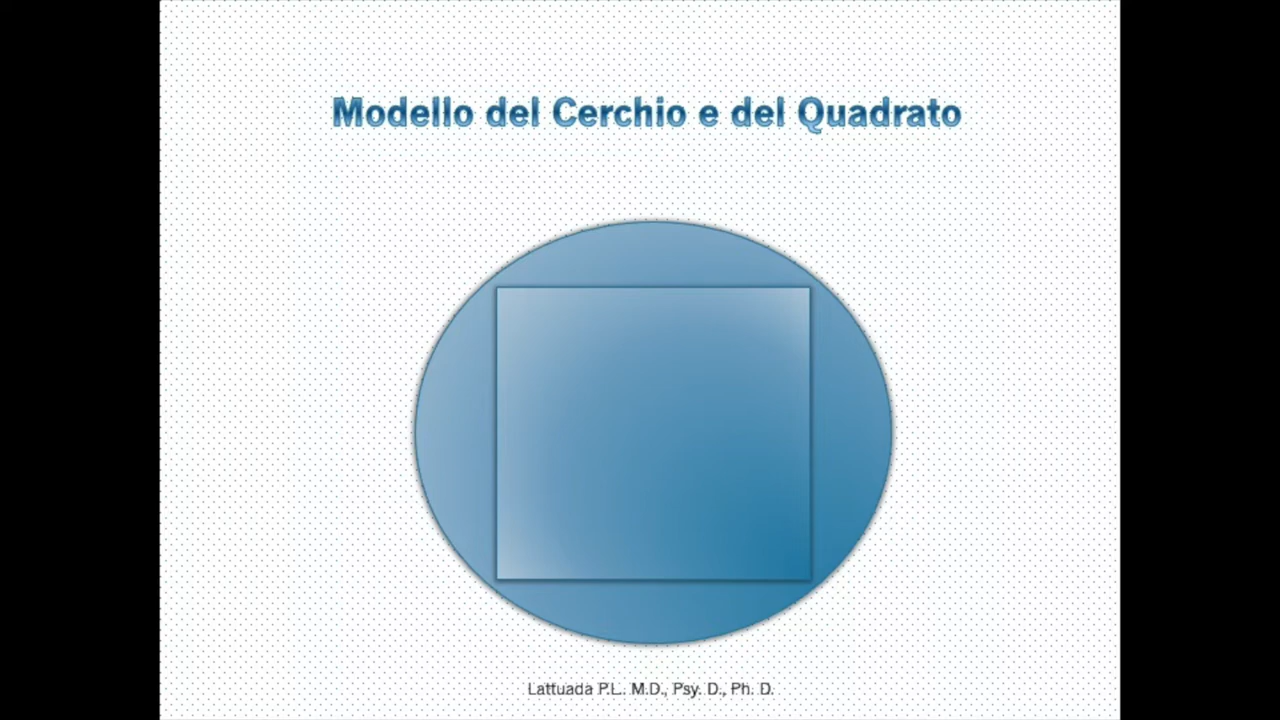 Modello del Cerchio e del Quadrato
Lattuada P.L. M.D., Psy. D., Ph. D.